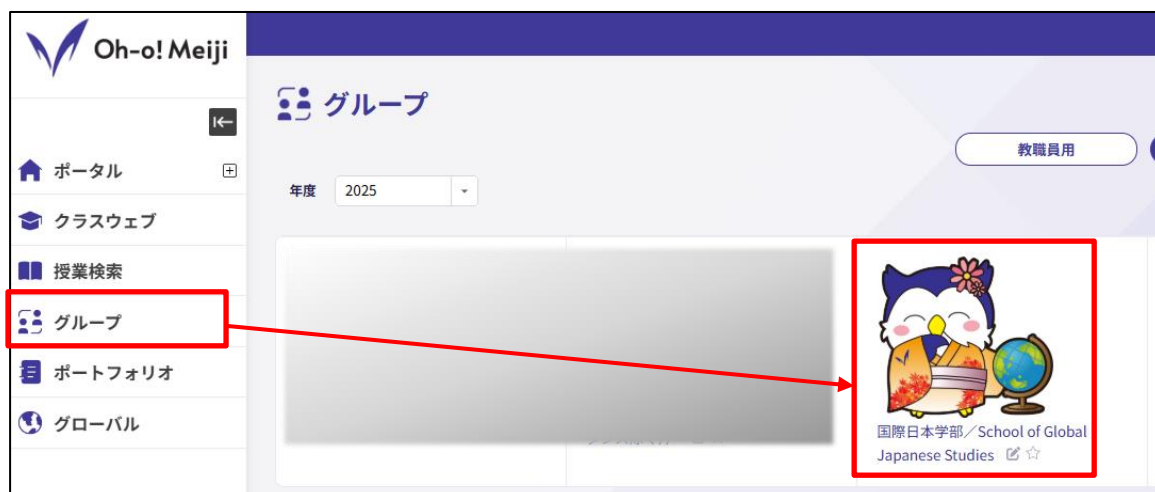 Oh-o! Meiji
ポータル
クラスウェブ
授業検索
グループ
ポートフォリオ
グローバル
グループ
教職員用
年度 2025
国際日本学部／School of Global
Japanese Studies